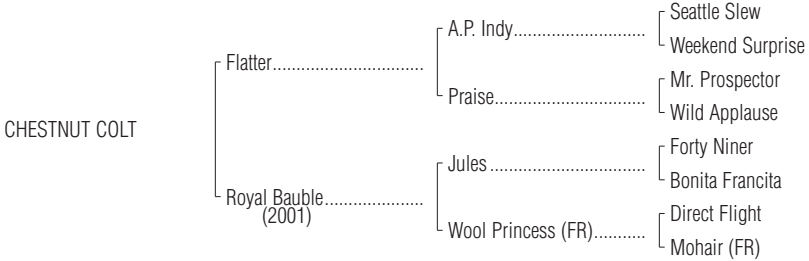 Seattle Slew
A.P. Indy..............................
Weekend Surprise
Flatter..................................
Mr. Prospector
Praise..................................
Wild Applause
CHESTNUT COLT
Forty Niner
Jules ...................................
Bonita Francita
Royal Bauble......................
(2001)
Direct Flight
Wool Princess (FR)...........
Mohair (FR)